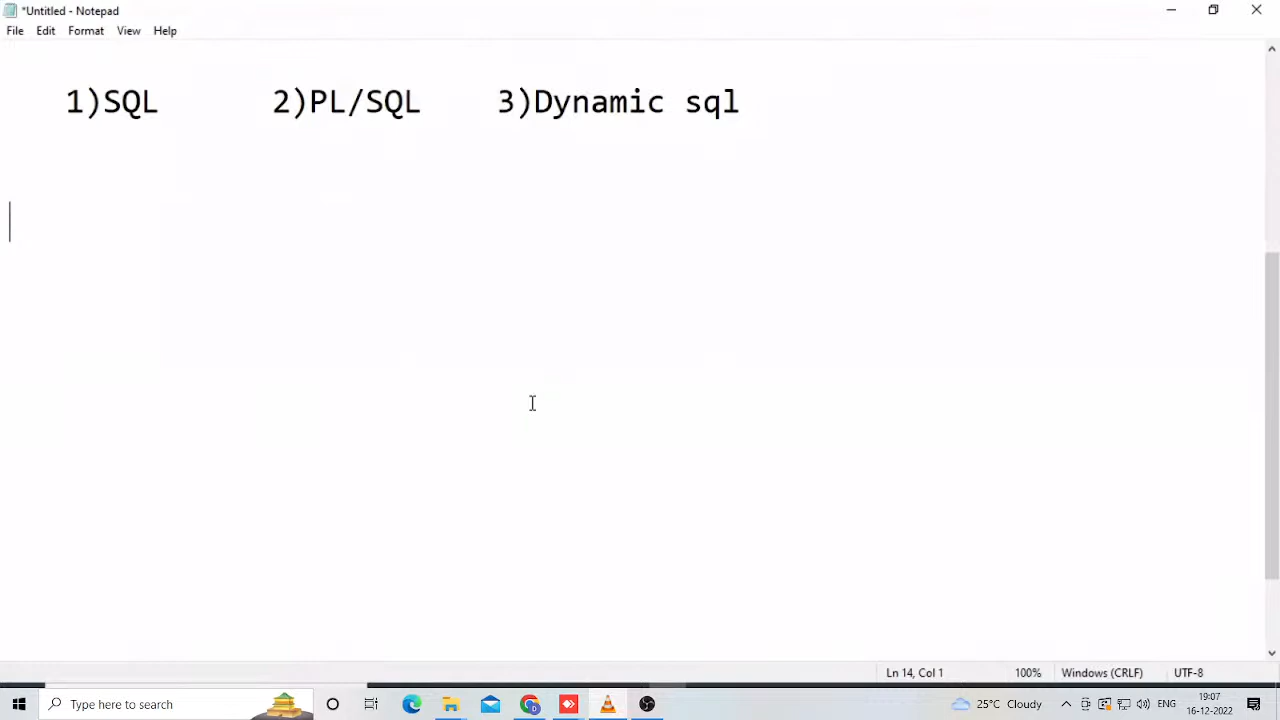 *Untitled - Notepad
File Edit Format View Help
1)SQL 2)PL/SQL 3)Dynamic sql
Ln 14, Col 1 100% Windows (CRLF) UTF-8
Type here to search 25°C Cloudy ENG 19:07
16-12-2022